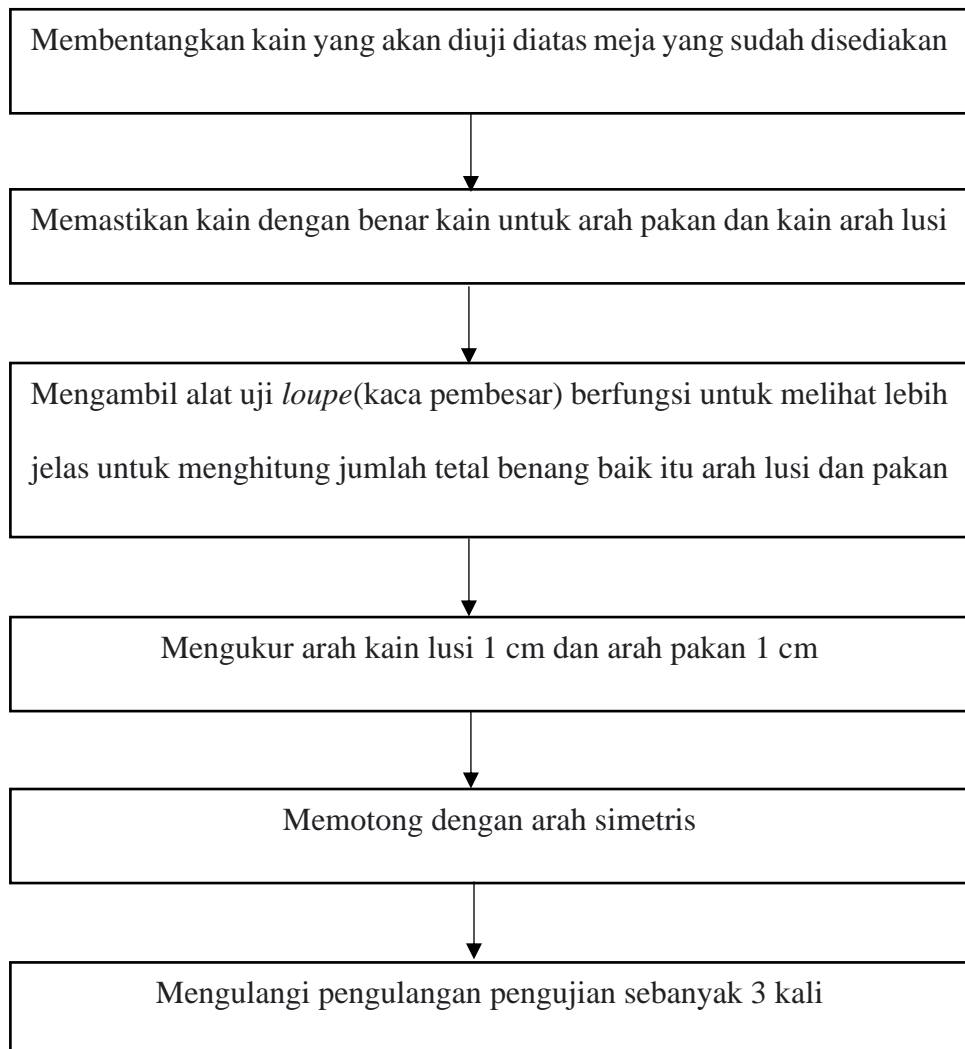 Membentangkan kain yang akan diuji diatas meja yang sudah disediakan
Memastikan kain dengan benar kain untuk arah pakan dan kain arah lusi
Mengambil alat uji loupe(kaca pembesar) berfungsi untuk melihat lebih
jelas untuk menghitung jumlah tetal benang baik itu arah lusi dan pakan
Mengukur arah kain lusi 1 cm dan arah pakan 1 cm
Memotong dengan arah simetris
Mengulangi pengulangan pengujian sebanyak 3 kali